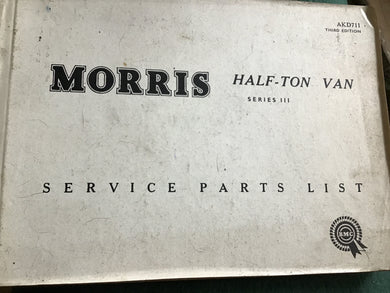 AKD711
THIRD EDITION
MORRIS HALF-TON VAN
SERIES III
SERVICE PARTS LIST
BMC